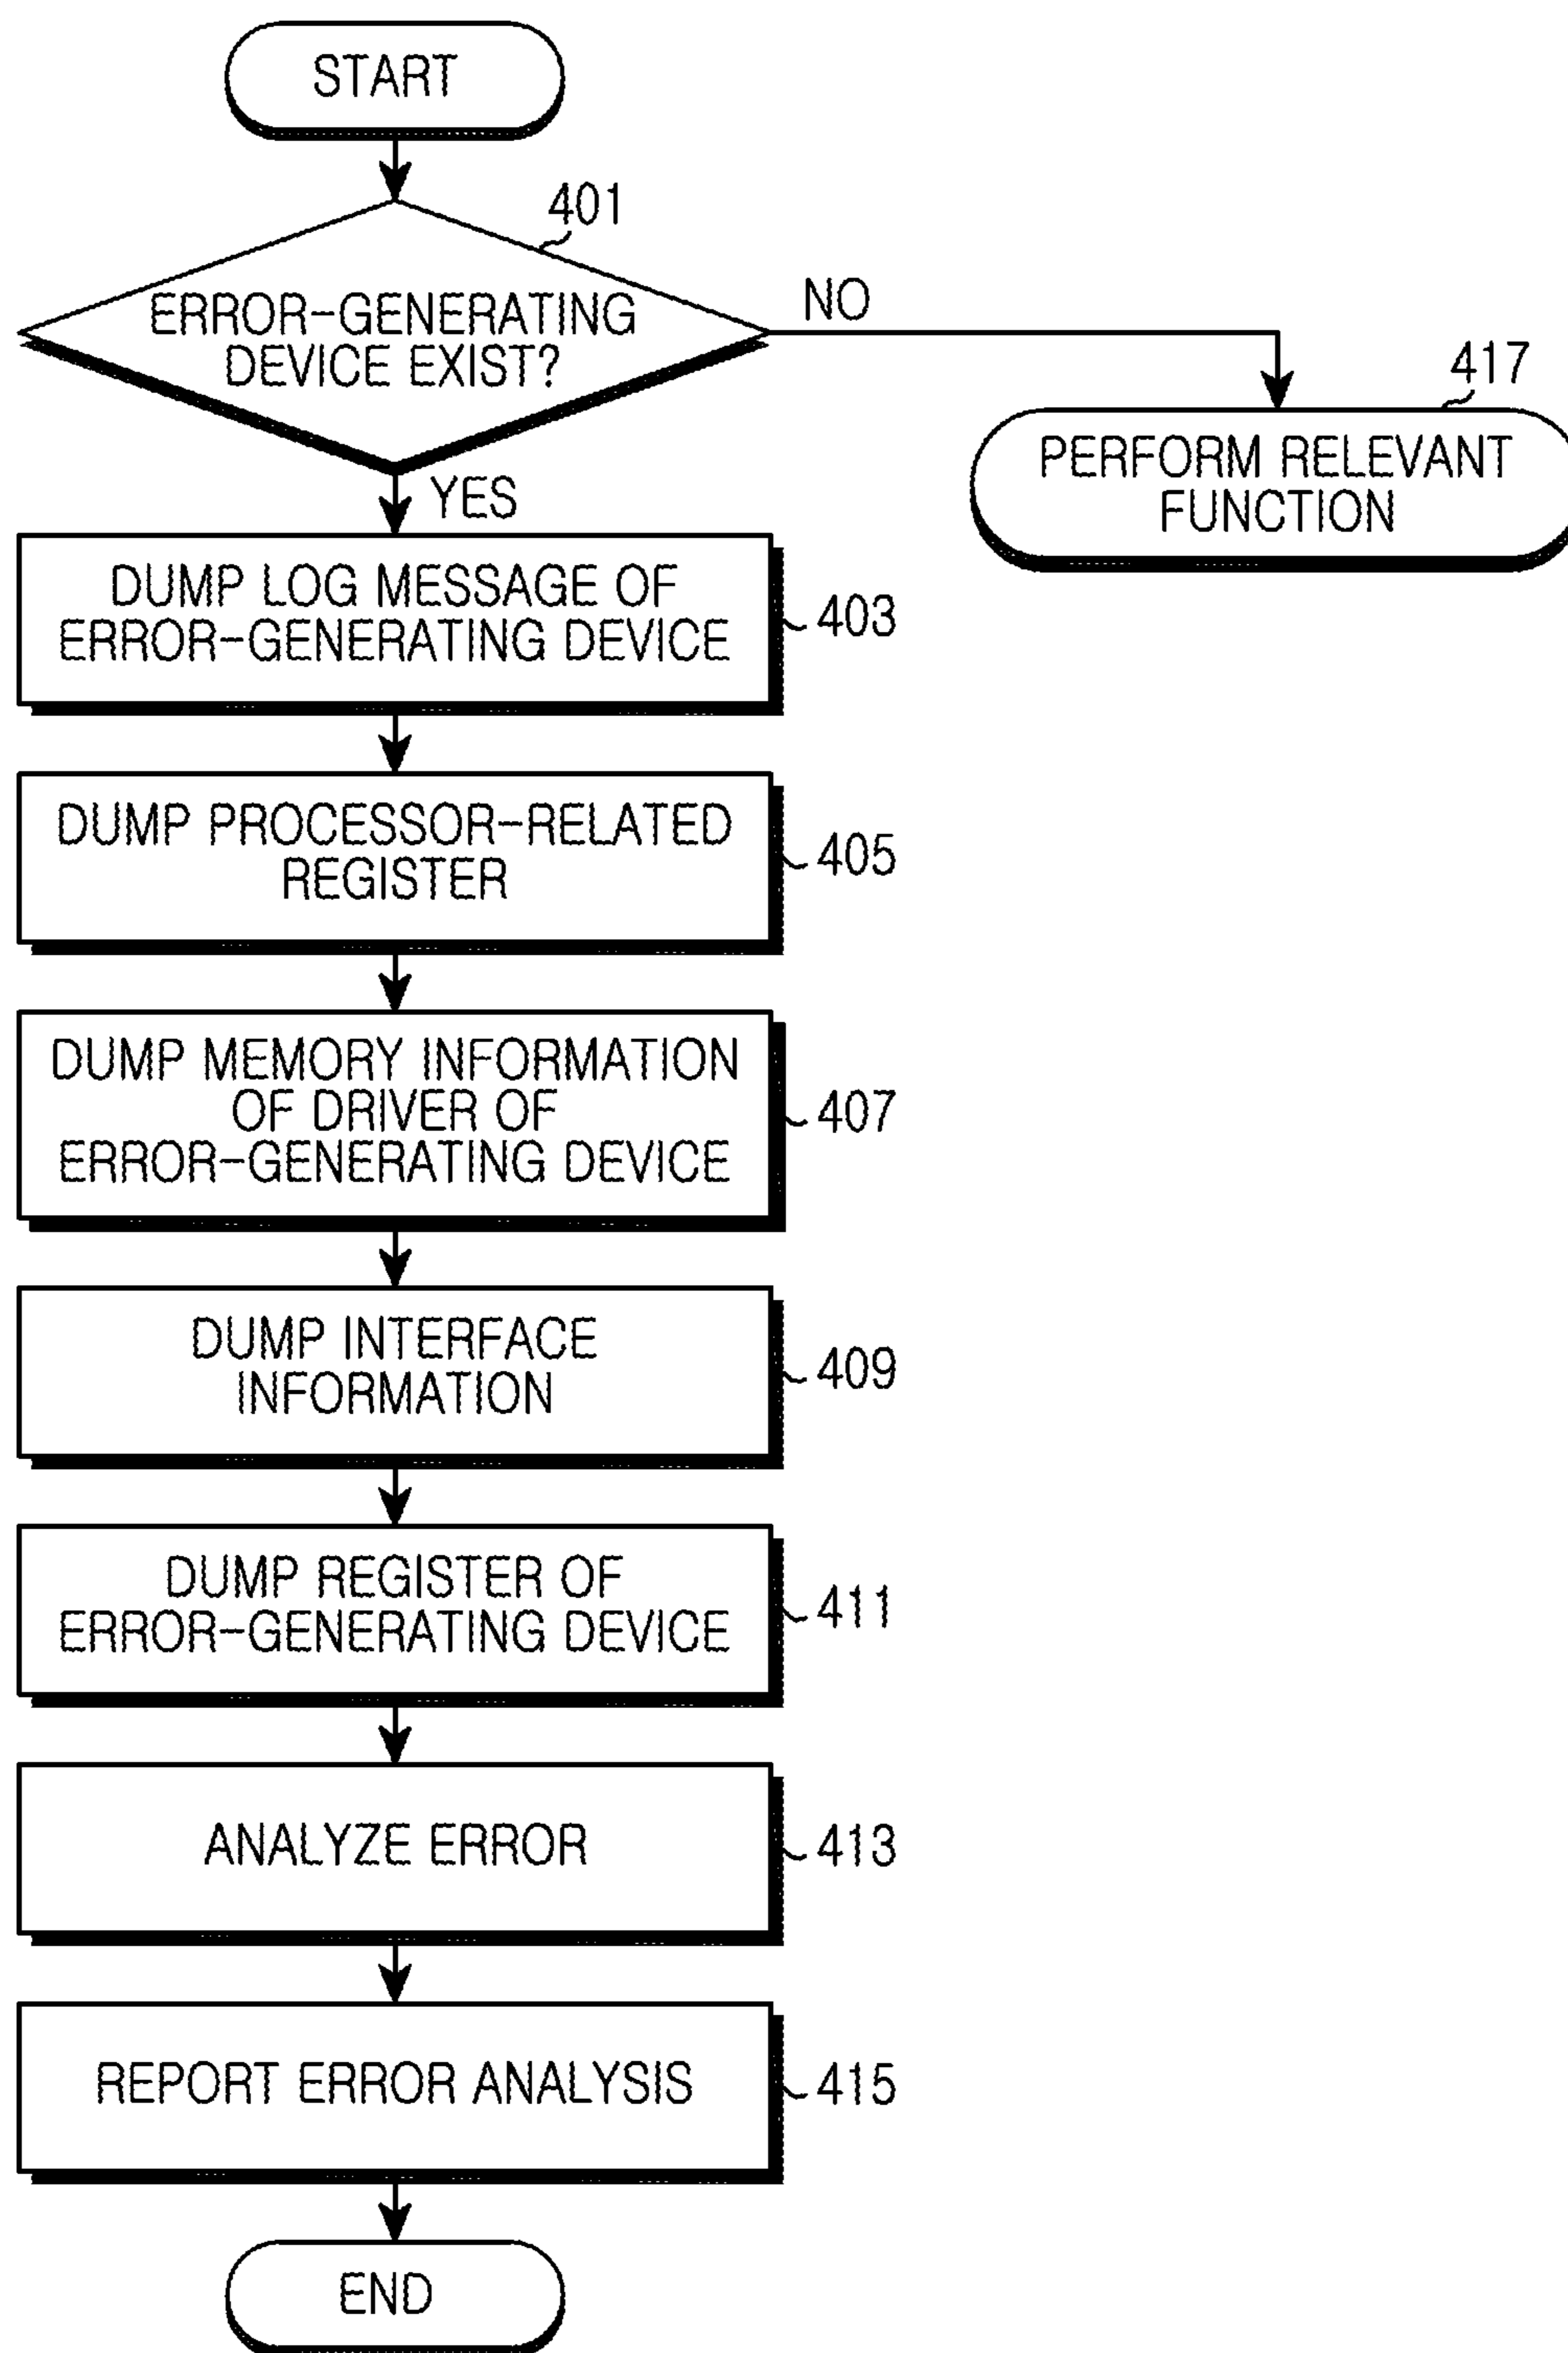 START
401
ERROR-GENERATING
DEVICE EXIST?
NO
417
PERFORM RELEVANT
FUNCTION
YES
DUMP LOG MESSAGE OF
ERROR-GENERATING DEVICE
403
DUMP PROCESSOR-RELATED
REGISTER
405
DUMP MEMORY INFORMATION
OF DRIVER OF
ERROR-GENERATING DEVICE
407
DUMP INTERFACE
INFORMATION
409
DUMP REGISTER OF
ERROR-GENERATING DEVICE
411
ANALYZE ERROR
413
REPORT ERROR ANALYSIS
415
END